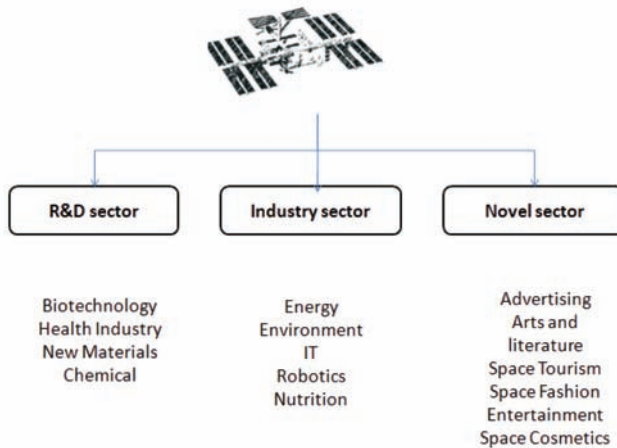 R&D sector
Industry sector
Novel sector
Biotechnology
Health Industry
New Materials
Chemical
Energy
Environment
IT
Robotics
Nutrition
Advertising
Arts and
literature
Space Tourism
Space Fashion
Entertainment
Space Cosmetics